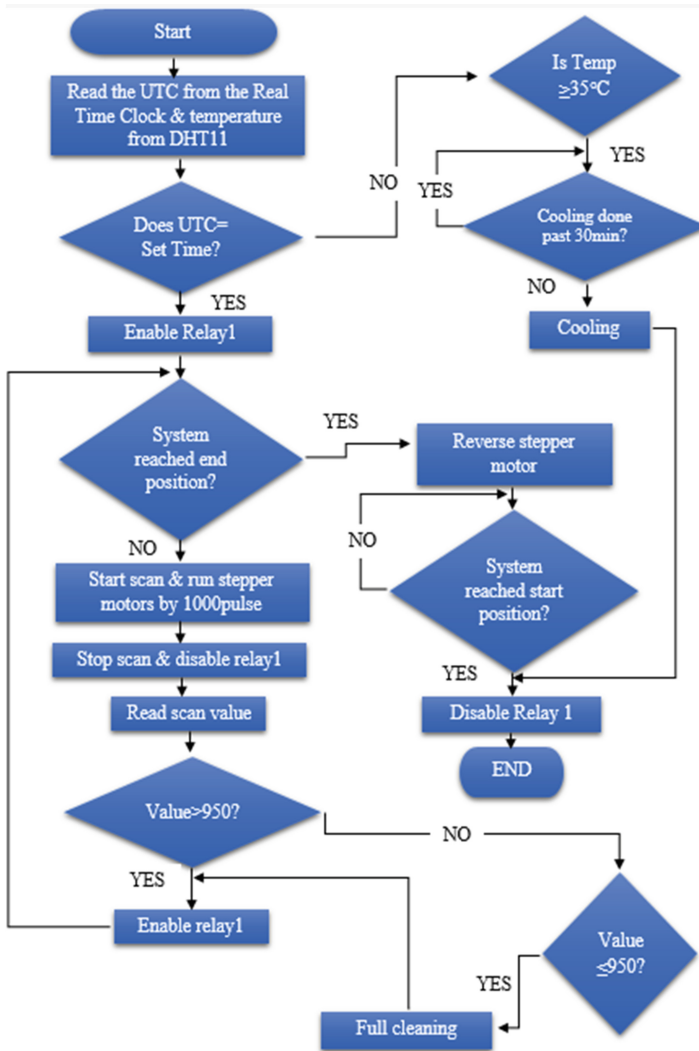 Start
Read the UTC from the Real
Time Clock & temperature
from DHT11
Does UTC=
Set Time?
NO
YES
Is Temp
≥35°C
YES
YES
Cooling done
past 30min?
NO
Cooling
Enable Relay1
System
reached end
position?
YES
Reverse stepper
motor
NO
NO
System
reached start
position?
Start scan & run stepper
motors by 1000pulse
Stop scan & disable relay1
YES
Read scan value
Disable Relay 1
END
Value>950?
NO
YES
Enable relay1
Value
≤950?
YES
Full cleaning